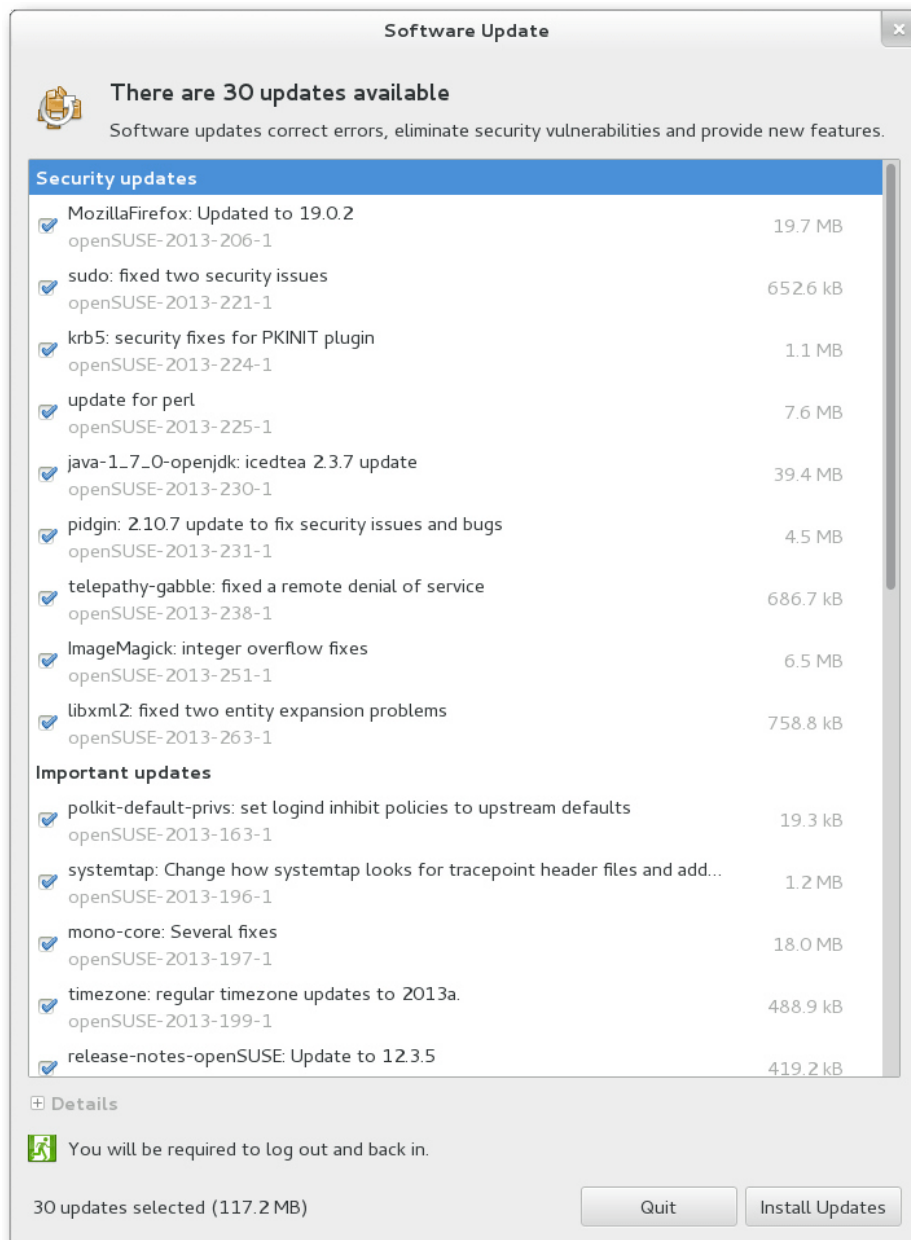 Software Update
There are 30 updates available
Software updates correct errors, eliminate security vulnerabilities and provide new features.
Security updates
MozillaFirefox: Updated to 19.0.2
openSUSE-2013-206-1
19.7 MB
sudo: fixed two security issues
openSUSE-2013-221-1
652.6 kB
krb5: security fixes for PKINIT plugin
openSUSE-2013-224-1
1.1 MB
update for perl
openSUSE-2013-225-1
7.6 MB
java-1_7_0-openjdk: icedtea 2.3.7 update
openSUSE-2013-230-1
39.4 MB
pidgin: 2.10.7 update to fix security issues and bugs
openSUSE-2013-231-1
4.5 MB
telepathy-gabble: fixed a remote denial of service
openSUSE-2013-238-1
686.7 kB
ImageMagick: integer overflow fixes
openSUSE-2013-251-1
6.5 MB
libxml2: fixed two entity expansion problems
openSUSE-2013-263-1
758.8 kB
Important updates
polkit-default-privs: set logind inhibit policies to upstream defaults
openSUSE-2013-163-1
19.3 kB
systemtap: Change how systemtap looks for tracepoint header files and add...
openSUSE-2013-196-1
1.2 MB
mono-core: Several fixes
openSUSE-2013-197-1
18.0 MB
timezone: regular timezone updates to 2013a.
openSUSE-2013-199-1
488.9 kB
release-notes-openSUSE: Update to 12.3.5
419.2 kB
Details
You will be required to log out and back in.
30 updates selected (117.2 MB)
Quit
Install Updates